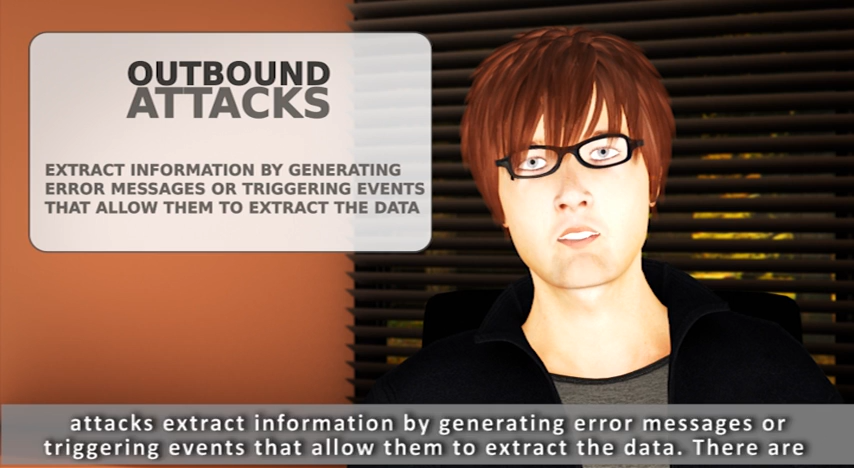 OUTBOUND
ATTACKS
EXTRACT INFORMATION BY GENERATING
ERROR MESSAGES OR TRIGGERING EVENTS
THAT ALLOW THEM TO EXTRACT THE DATA
attacks extract information by generating error messages or
triggering events that allow them to extract the data. There are